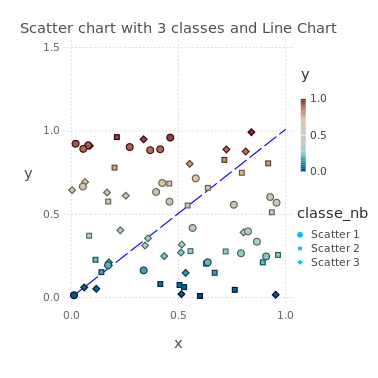 Scatter chart with 3 classes and Line Chart
1.5
1.0
0.5
0.0
y
0.0
0.5
1.0
x
y
1.0
0.5
0.0
classe_nb
Scatter 1
Scatter 2
Scatter 3